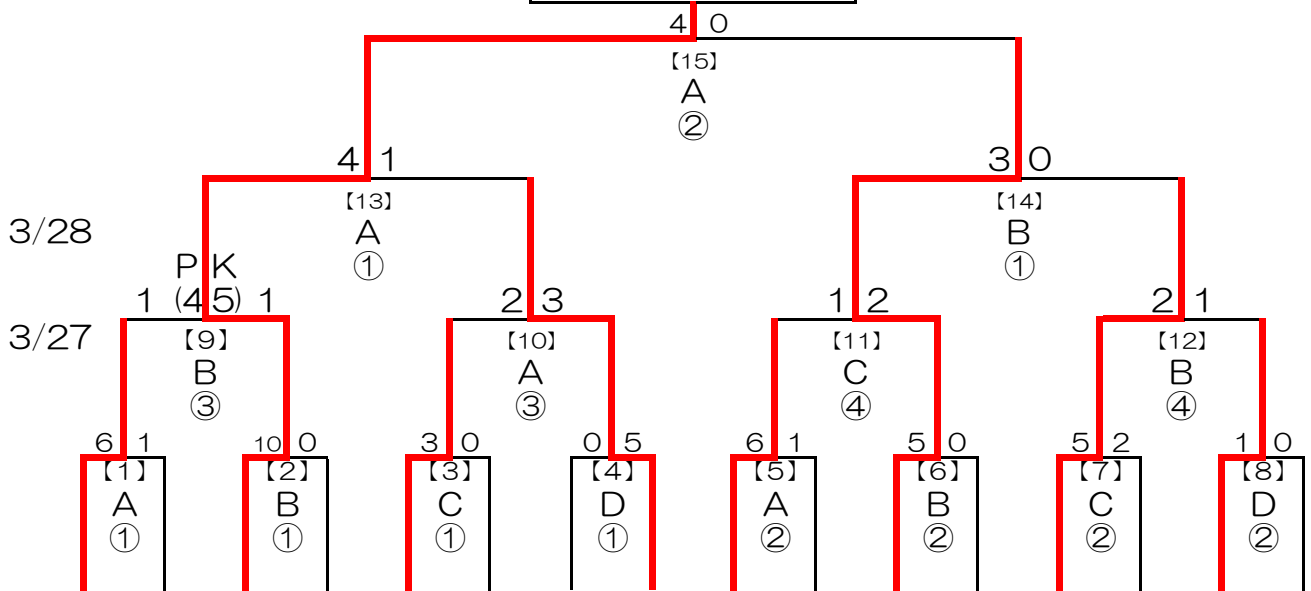 4 0
【15】
A
②
4 1
3 0
【13】
【14】
3/28
A
B
①
①
PK
1 (4 5) 1
2 3
1 2
2 1
3/27
【9】
【10】
【11】
【12】
B
A
C
B
③
③
④
④
6 1
10 0
3 0
0 5
6 1
5 0
5 2
1 0
【1】
【2】
【3】
【4】
【5】
【6】
【7】
【8】
A
B
C
D
A
B
C
D
①
①
①
①
②
②
②
②